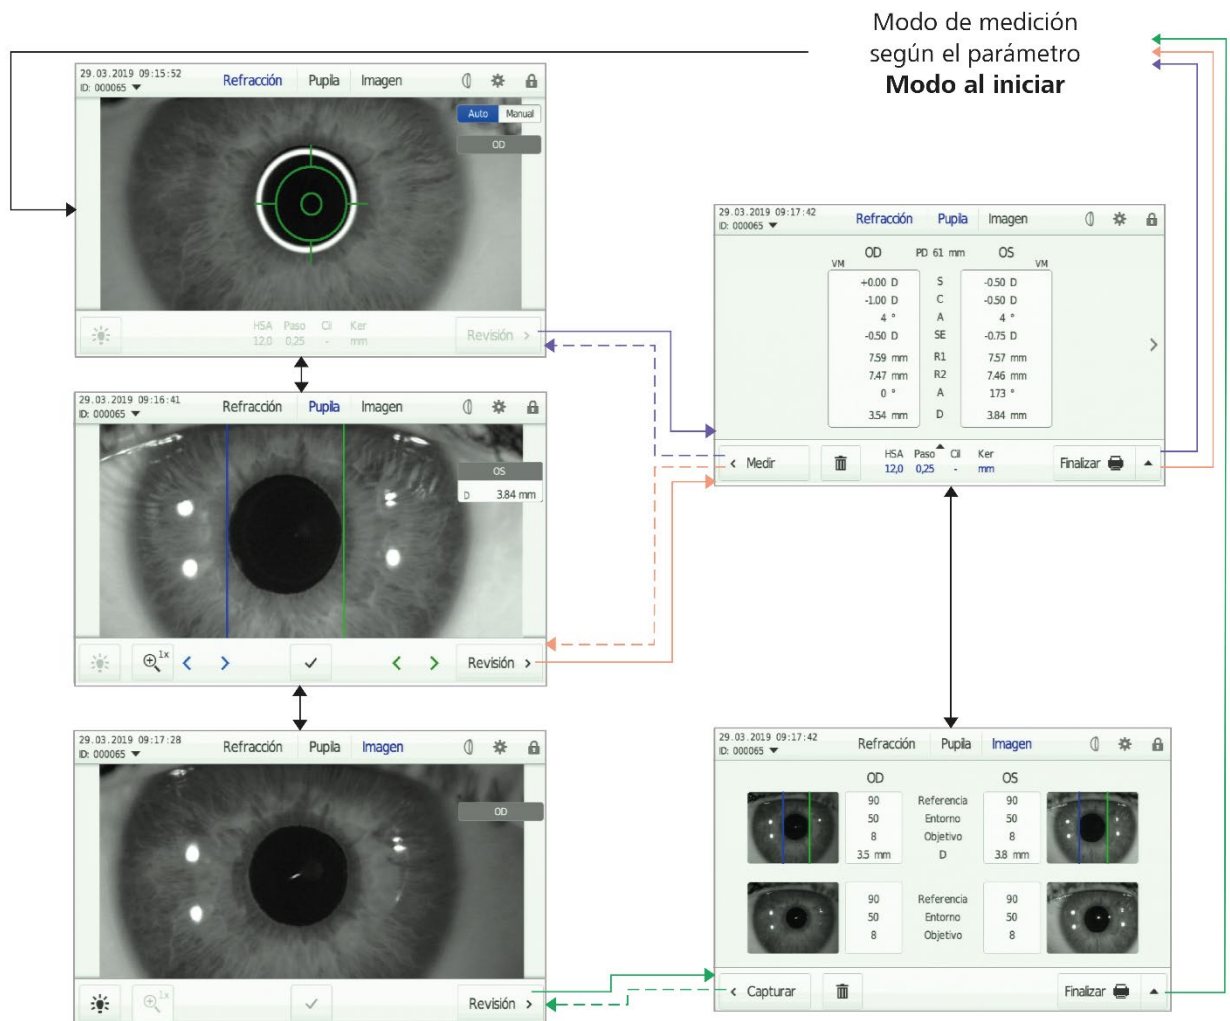 Modo de medición
según el parámetro
Modo al iniciar
29.03.2019 09:15:52
ID: 000065
Refracción Pupila Imagen
Auto Manual
OD
HSA Paso Cil Ker
12,0 0,25 - mm
Revisión >
29.03.2019 09:16:41
ID: 000065
Refracción Pupila Imagen
OS
D 3.84 mm
1x
< >
< >
Revisión >
29.03.2019 09:17:28
ID: 000065
Refracción Pupila Imagen
OD
1x
Revisión >
29.03.2019 09:17:42
ID: 000065
Refracción Pupila Imagen
OD PD 61 mm OS
VM VM
+0.00 D S -0.50 D
-1.00 D C -0.50 D
4 ° A 4 °
-0.50 D SE -0.75 D
7.59 mm R1 7.57 mm
7.47 mm R2 7.46 mm
0 ° A 173 °
3.54 mm D 3.84 mm
>
< Medir
HSA Paso Cil Ker
12,0 0,25 - mm
Finalizar
29.03.2019 09:17:42
ID: 000065
Refracción Pupila Imagen
OD OS
90 Referencia 90
50 Entorno 50
8 Objetivo 8
3.5 mm D 3.8 mm
90 Referencia 90
50 Entorno 50
8 Objetivo 8
< Capturar
Finalizar